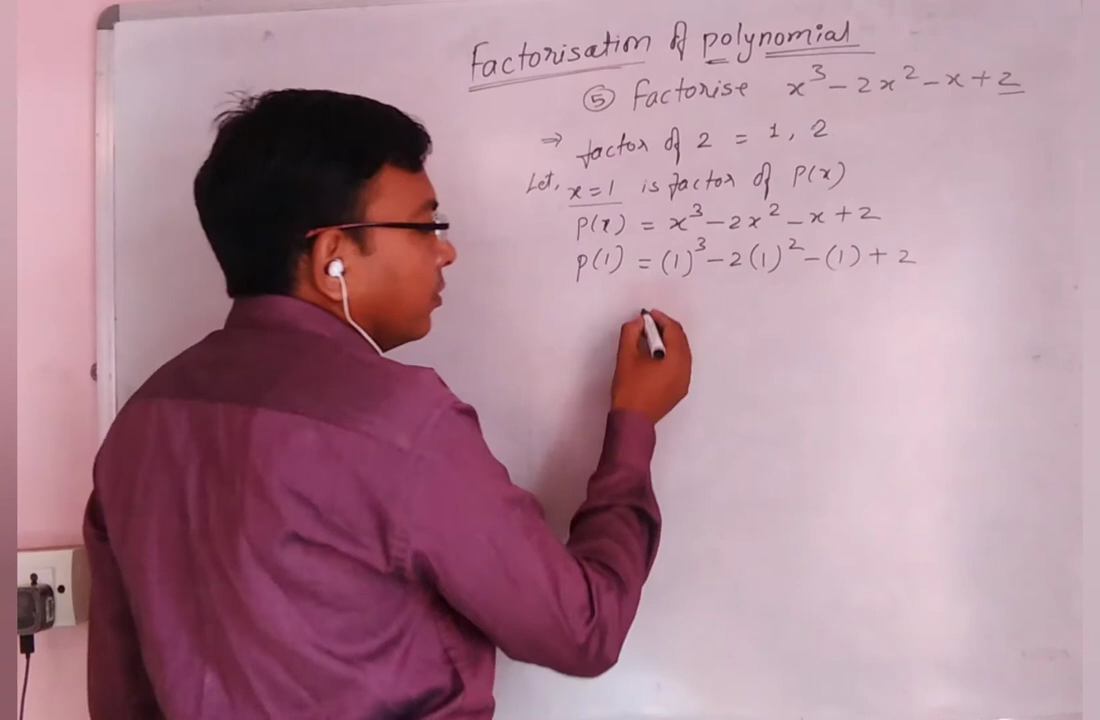 Factorisation of polynomial
⑤ Factorise x³ - 2x² - x + 2
⇒ factor of 2 = 1, 2
Let, x = 1 is factor of P(x)
P(x) = x³ - 2x² - x + 2
P(1) = (1)³ - 2(1)² - (1) + 2